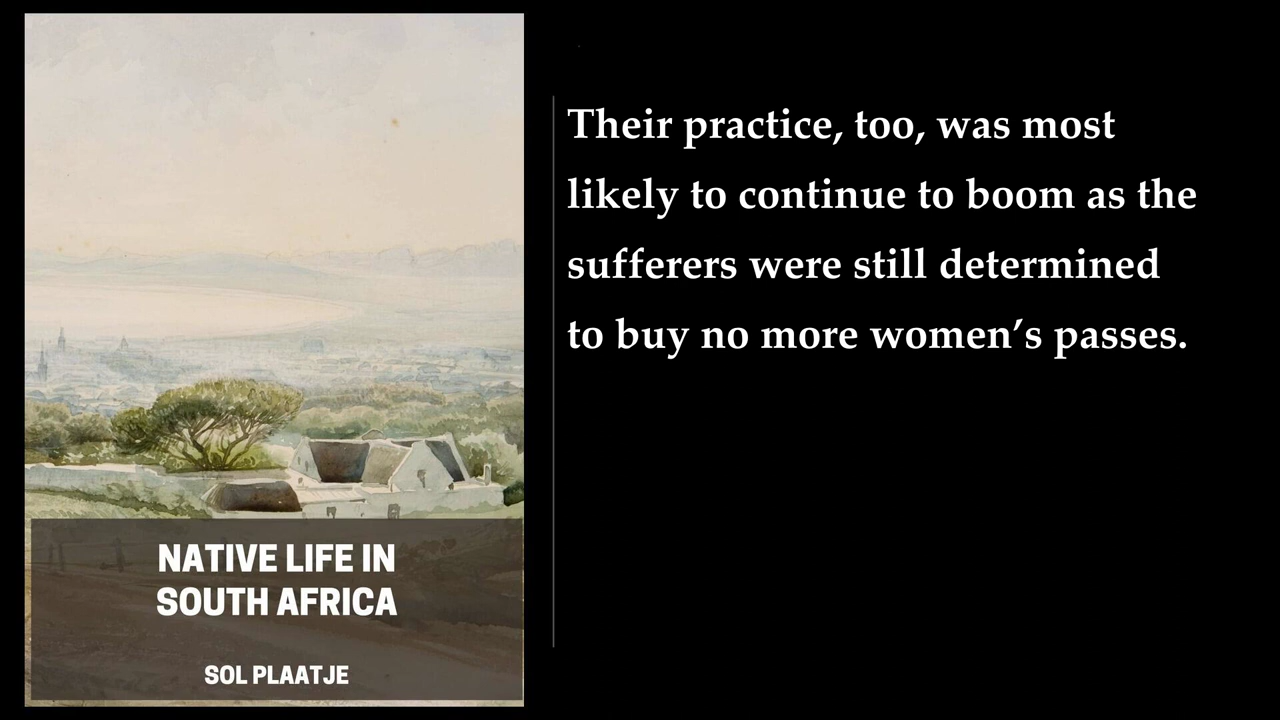 Their practice, too, was most
likely to continue to boom as the
sufferers were still determined
to buy no more women’s passes.
NATIVE LIFE IN
SOUTH AFRICA
SOL PLAATJE